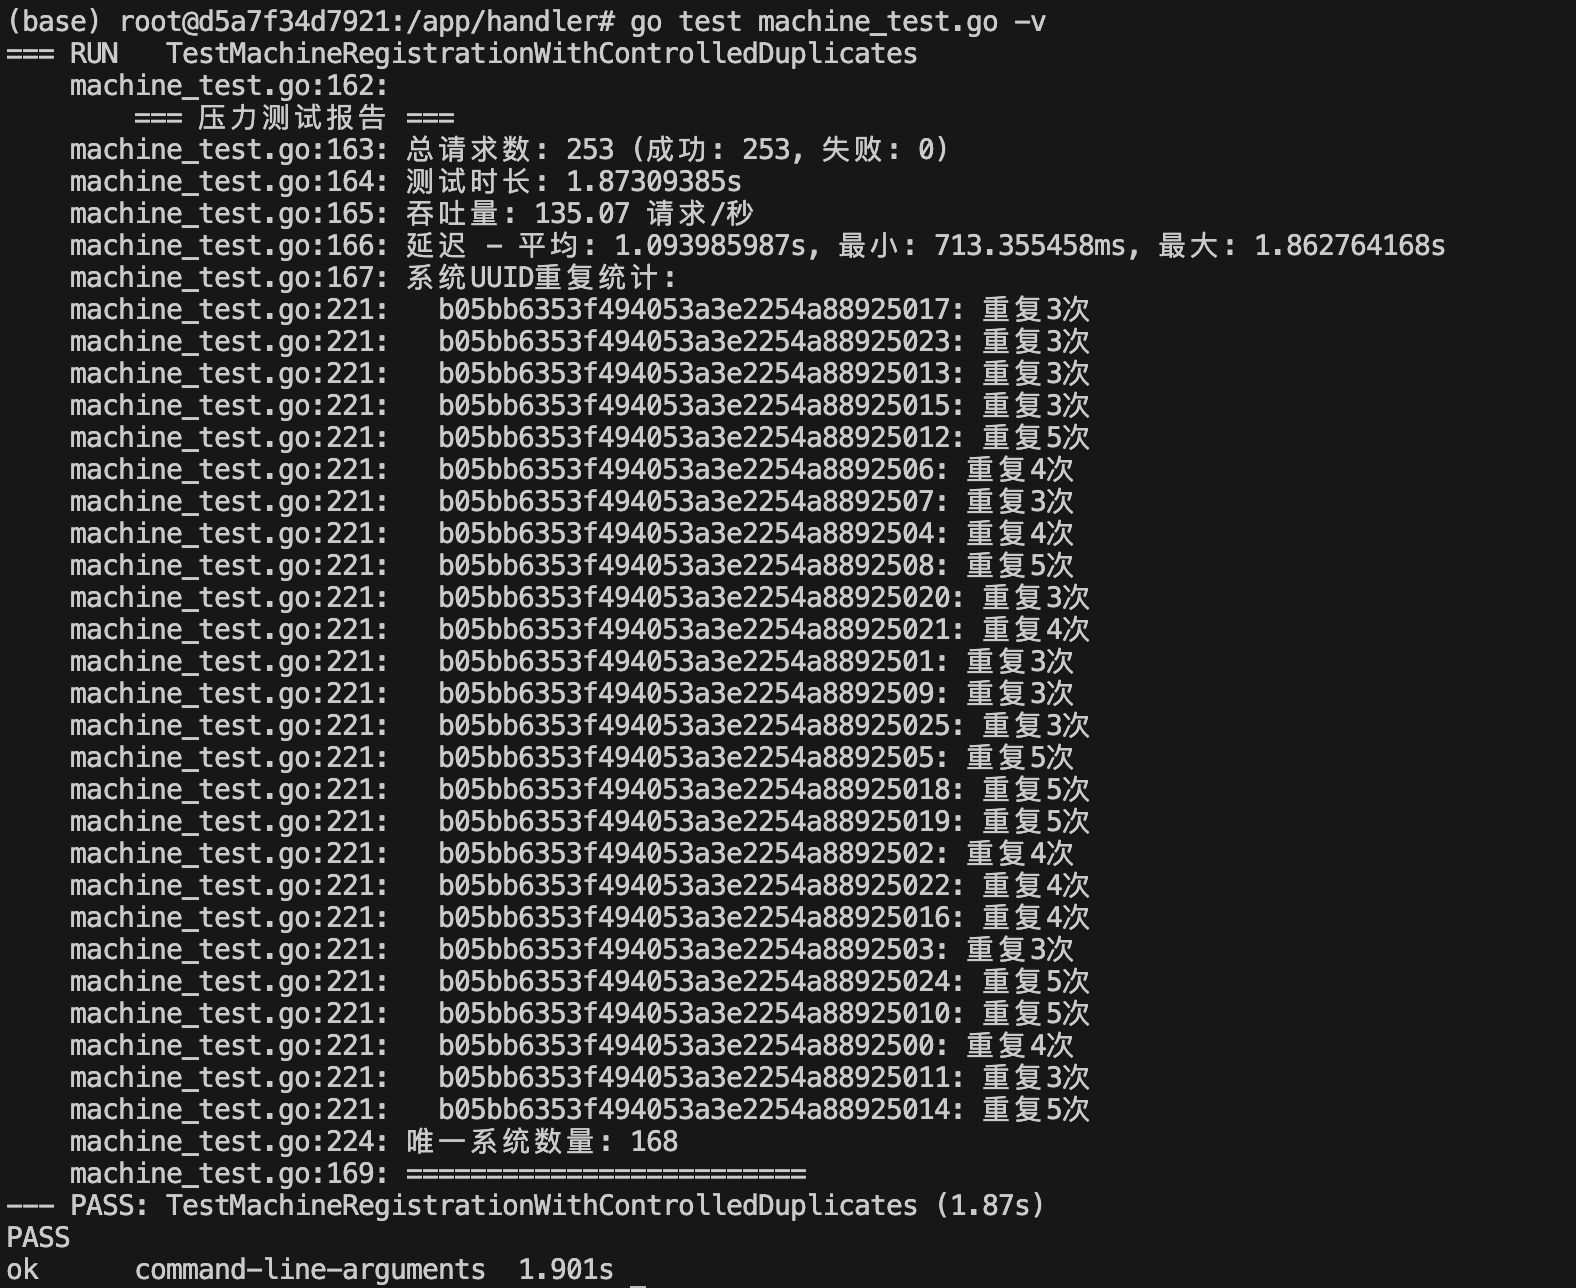 (base) root@d5a7f34d7921:/app/handler# go test machine_test.go -v
=== RUN   TestMachineRegistrationWithControlledDuplicates
    machine_test.go:162:
        === 压力测试报告 ===
    machine_test.go:163: 总请求数: 253 (成功: 253, 失败: 0)
    machine_test.go:164: 测试时长: 1.87309385s
    machine_test.go:165: 吞吐量: 135.07 请求/秒
    machine_test.go:166: 延迟 - 平均: 1.093985987s, 最小: 713.355458ms, 最大: 1.862764168s
    machine_test.go:167: 系统UUID重复统计:
    machine_test.go:221:   b05bb6353f494053a3e2254a88925017: 重复3次
    machine_test.go:221:   b05bb6353f494053a3e2254a88925023: 重复3次
    machine_test.go:221:   b05bb6353f494053a3e2254a88925013: 重复3次
    machine_test.go:221:   b05bb6353f494053a3e2254a88925015: 重复3次
    machine_test.go:221:   b05bb6353f494053a3e2254a88925012: 重复5次
    machine_test.go:221:   b05bb6353f494053a3e2254a8892506: 重复4次
    machine_test.go:221:   b05bb6353f494053a3e2254a8892507: 重复3次
    machine_test.go:221:   b05bb6353f494053a3e2254a8892504: 重复4次
    machine_test.go:221:   b05bb6353f494053a3e2254a8892508: 重复5次
    machine_test.go:221:   b05bb6353f494053a3e2254a88925020: 重复3次
    machine_test.go:221:   b05bb6353f494053a3e2254a88925021: 重复4次
    machine_test.go:221:   b05bb6353f494053a3e2254a8892501: 重复3次
    machine_test.go:221:   b05bb6353f494053a3e2254a8892509: 重复3次
    machine_test.go:221:   b05bb6353f494053a3e2254a88925025: 重复3次
    machine_test.go:221:   b05bb6353f494053a3e2254a8892505: 重复5次
    machine_test.go:221:   b05bb6353f494053a3e2254a88925018: 重复5次
    machine_test.go:221:   b05bb6353f494053a3e2254a88925019: 重复5次
    machine_test.go:221:   b05bb6353f494053a3e2254a8892502: 重复4次
    machine_test.go:221:   b05bb6353f494053a3e2254a88925022: 重复4次
    machine_test.go:221:   b05bb6353f494053a3e2254a88925016: 重复4次
    machine_test.go:221:   b05bb6353f494053a3e2254a8892503: 重复3次
    machine_test.go:221:   b05bb6353f494053a3e2254a88925024: 重复5次
    machine_test.go:221:   b05bb6353f494053a3e2254a88925010: 重复5次
    machine_test.go:221:   b05bb6353f494053a3e2254a8892500: 重复4次
    machine_test.go:221:   b05bb6353f494053a3e2254a88925011: 重复3次
    machine_test.go:221:   b05bb6353f494053a3e2254a88925014: 重复5次
    machine_test.go:224: 唯一系统数量: 168
    machine_test.go:169: =========================
--- PASS: TestMachineRegistrationWithControlledDuplicates (1.87s)
PASS
ok      command-line-arguments  1.901s